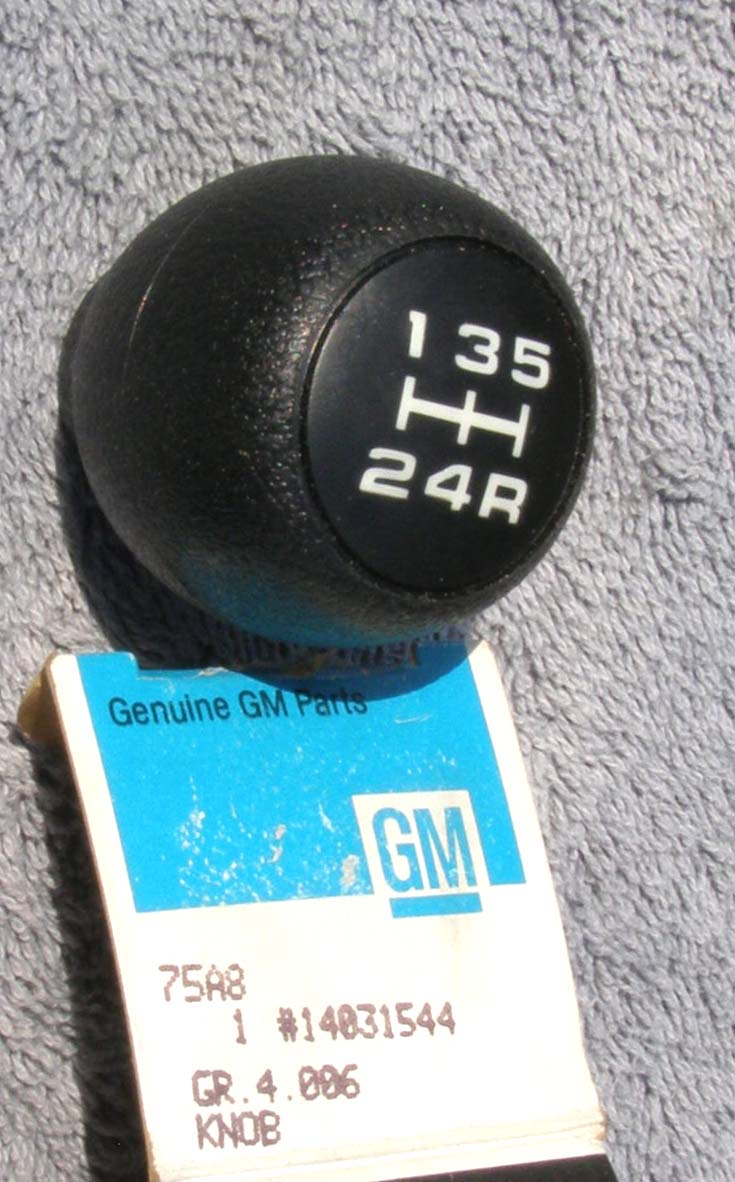 1 3 5
2 4 R
Genuine GM Parts
GM
75A8
1 #14031544
GR.4.006
KNOB